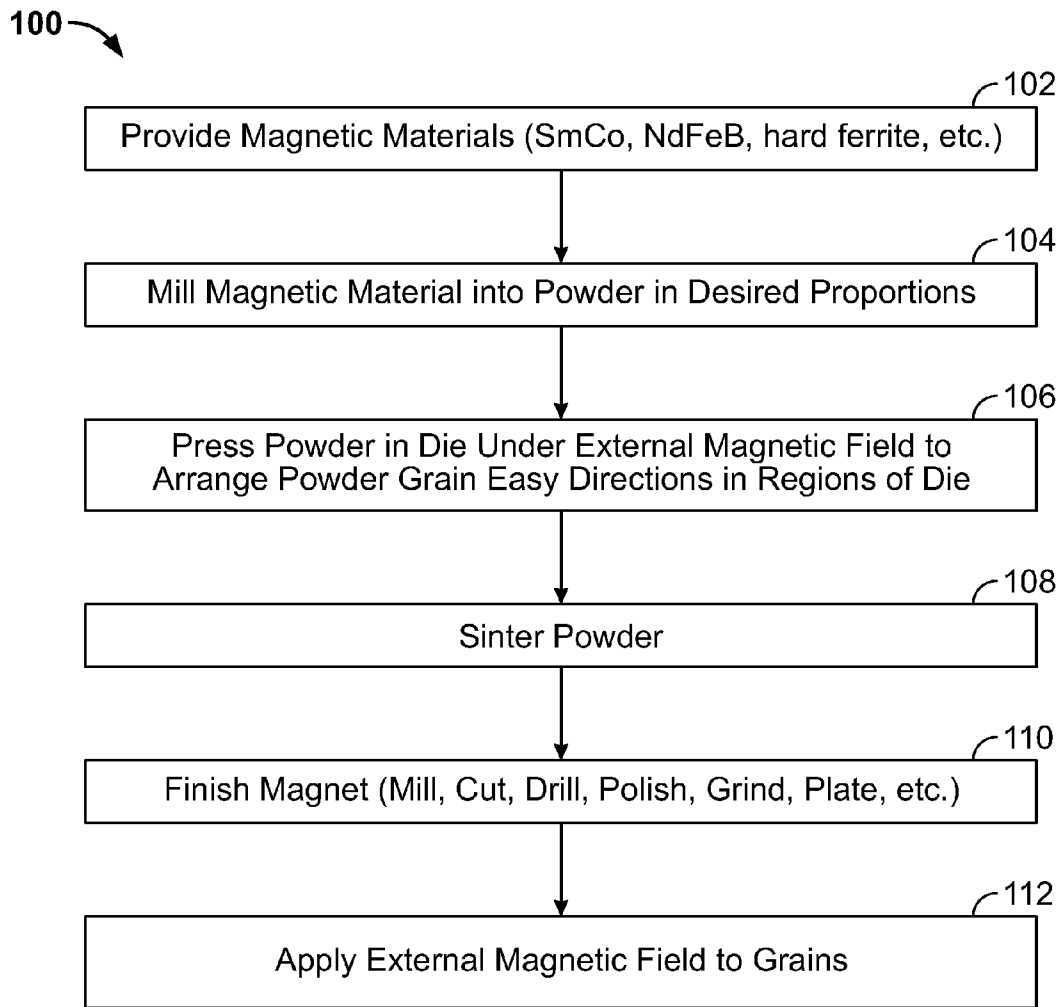 100
102
Provide Magnetic Materials (SmCo, NdFeB, hard ferrite, etc.)
104
Mill Magnetic Material into Powder in Desired Proportions
106
Press Powder in Die Under External Magnetic Field to
Arrange Powder Grain Easy Directions in Regions of Die
108
Sinter Powder
110
Finish Magnet (Mill, Cut, Drill, Polish, Grind, Plate, etc.)
112
Apply External Magnetic Field to Grains